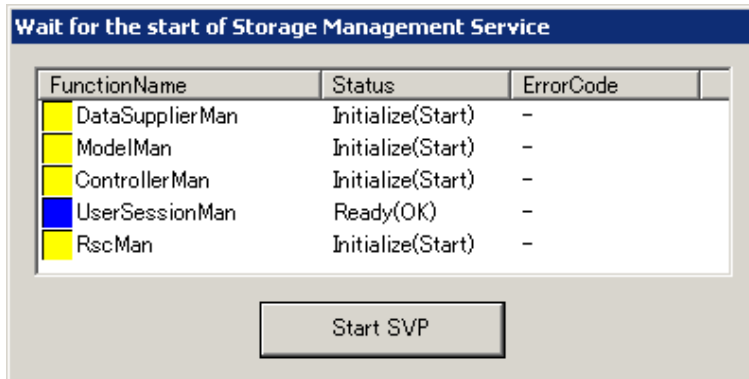 Wait for the start of Storage Management Service
FunctionName Status ErrorCode
DataSupplierMan Initialize(Start) -
ModelMan Initialize(Start) -
ControllerMan Initialize(Start) -
UserSessionMan Ready(OK) -
RscMan Initialize(Start) -
Start SVP